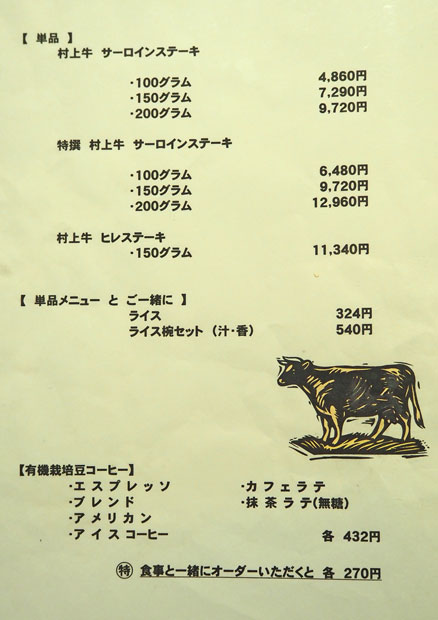 【 単品 】
村上牛 サーロインステーキ
・100グラム 4,860円
・150グラム 7,290円
・200グラム 9,720円
特撰 村上牛 サーロインステーキ
・100グラム 6,480円
・150グラム 9,720円
・200グラム 12,960円
村上牛 ヒレステーキ
・150グラム 11,340円
【 単品メニュー と ご一緒に 】
ライス 324円
ライス椀セット (汁・香) 540円
【有機栽培豆コーヒー】
・エスプレッソ ・カフェラテ
・ブレンド ・抹茶ラテ(無糖)
・アメリカン
・アイスコーヒー 各 432円
㊕ 食事と一緒にオーダーいただくと 各 270円